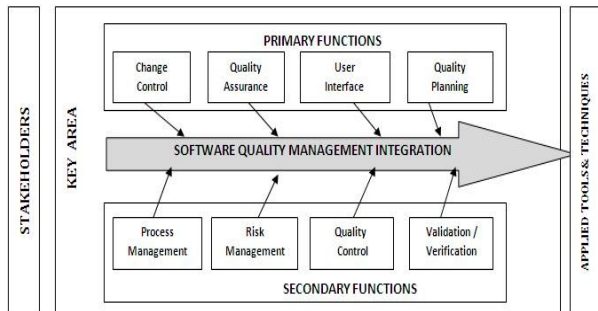 STAKEHOLDERS
KEY AREA
PRIMARY FUNCTIONS
Change
Control
Quality
Assurance
User
Interface
Quality
Planning
SOFTWARE QUALITY MANAGEMENT INTEGRATION
Process
Management
Risk
Management
Quality
Control
Validation /
Verification
SECONDARY FUNCTIONS
APPLIED TOOLS & TECHNIQUES